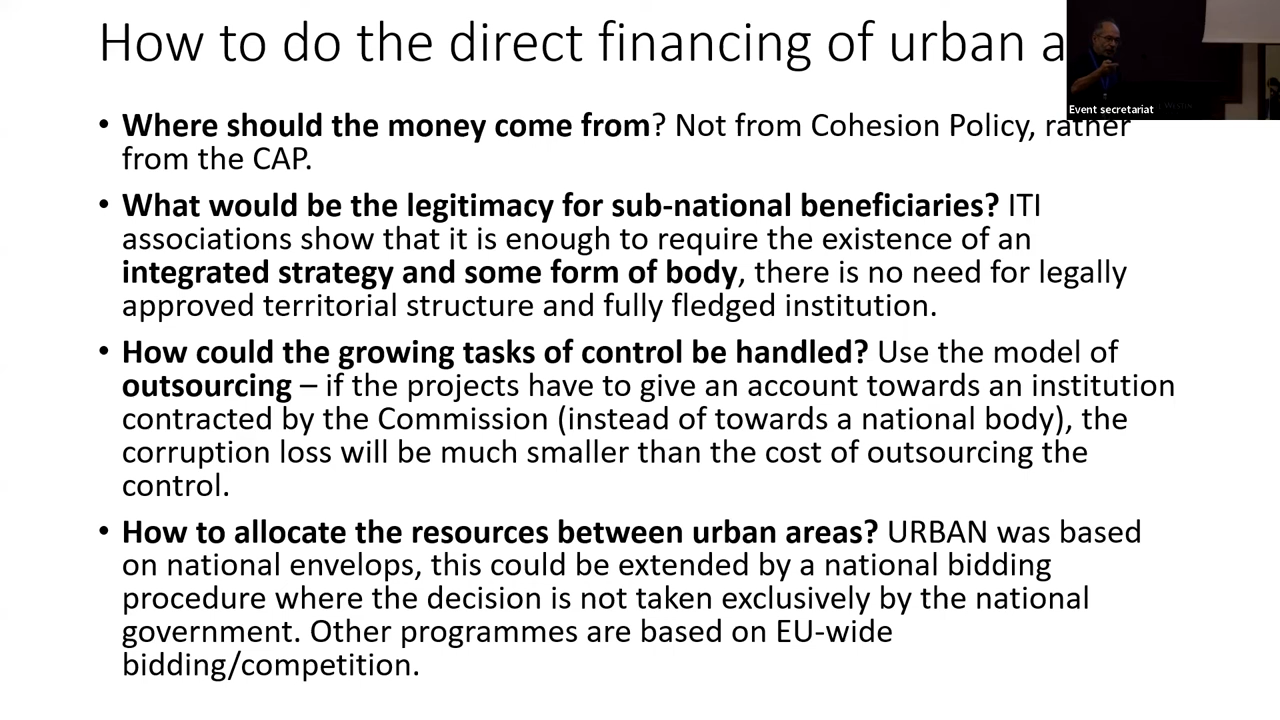 How to do the direct financing of urban a
Event secretariat
• Where should the money come from? Not from Cohesion Policy, rather
from the CAP.
• What would be the legitimacy for sub-national beneficiaries? ITI
associations show that it is enough to require the existence of an
integrated strategy and some form of body, there is no need for legally
approved territorial structure and fully fledged institution.
• How could the growing tasks of control be handled? Use the model of
outsourcing – if the projects have to give an account towards an institution
contracted by the Commission (instead of towards a national body), the
corruption loss will be much smaller than the cost of outsourcing the
control.
• How to allocate the resources between urban areas? URBAN was based
on national envelops, this could be extended by a national bidding
procedure where the decision is not taken exclusively by the national
government. Other programmes are based on EU-wide
bidding/competition.